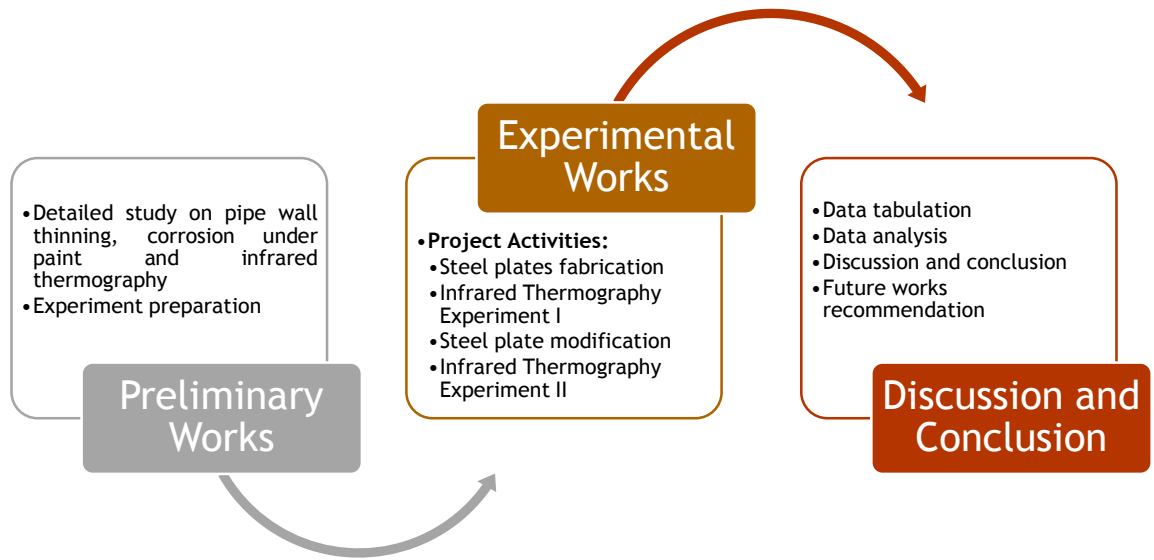 •Detailed study on pipe wall
thinning, corrosion under
paint and infrared
thermography
•Experiment preparation
Preliminary
Works
Experimental
Works
•Project Activities:
•Steel plates fabrication
•Infrared Thermography
Experiment I
•Steel plate modification
•Infrared Thermography
Experiment II
•Data tabulation
•Data analysis
•Discussion and conclusion
•Future works
recommendation
Discussion and
Conclusion